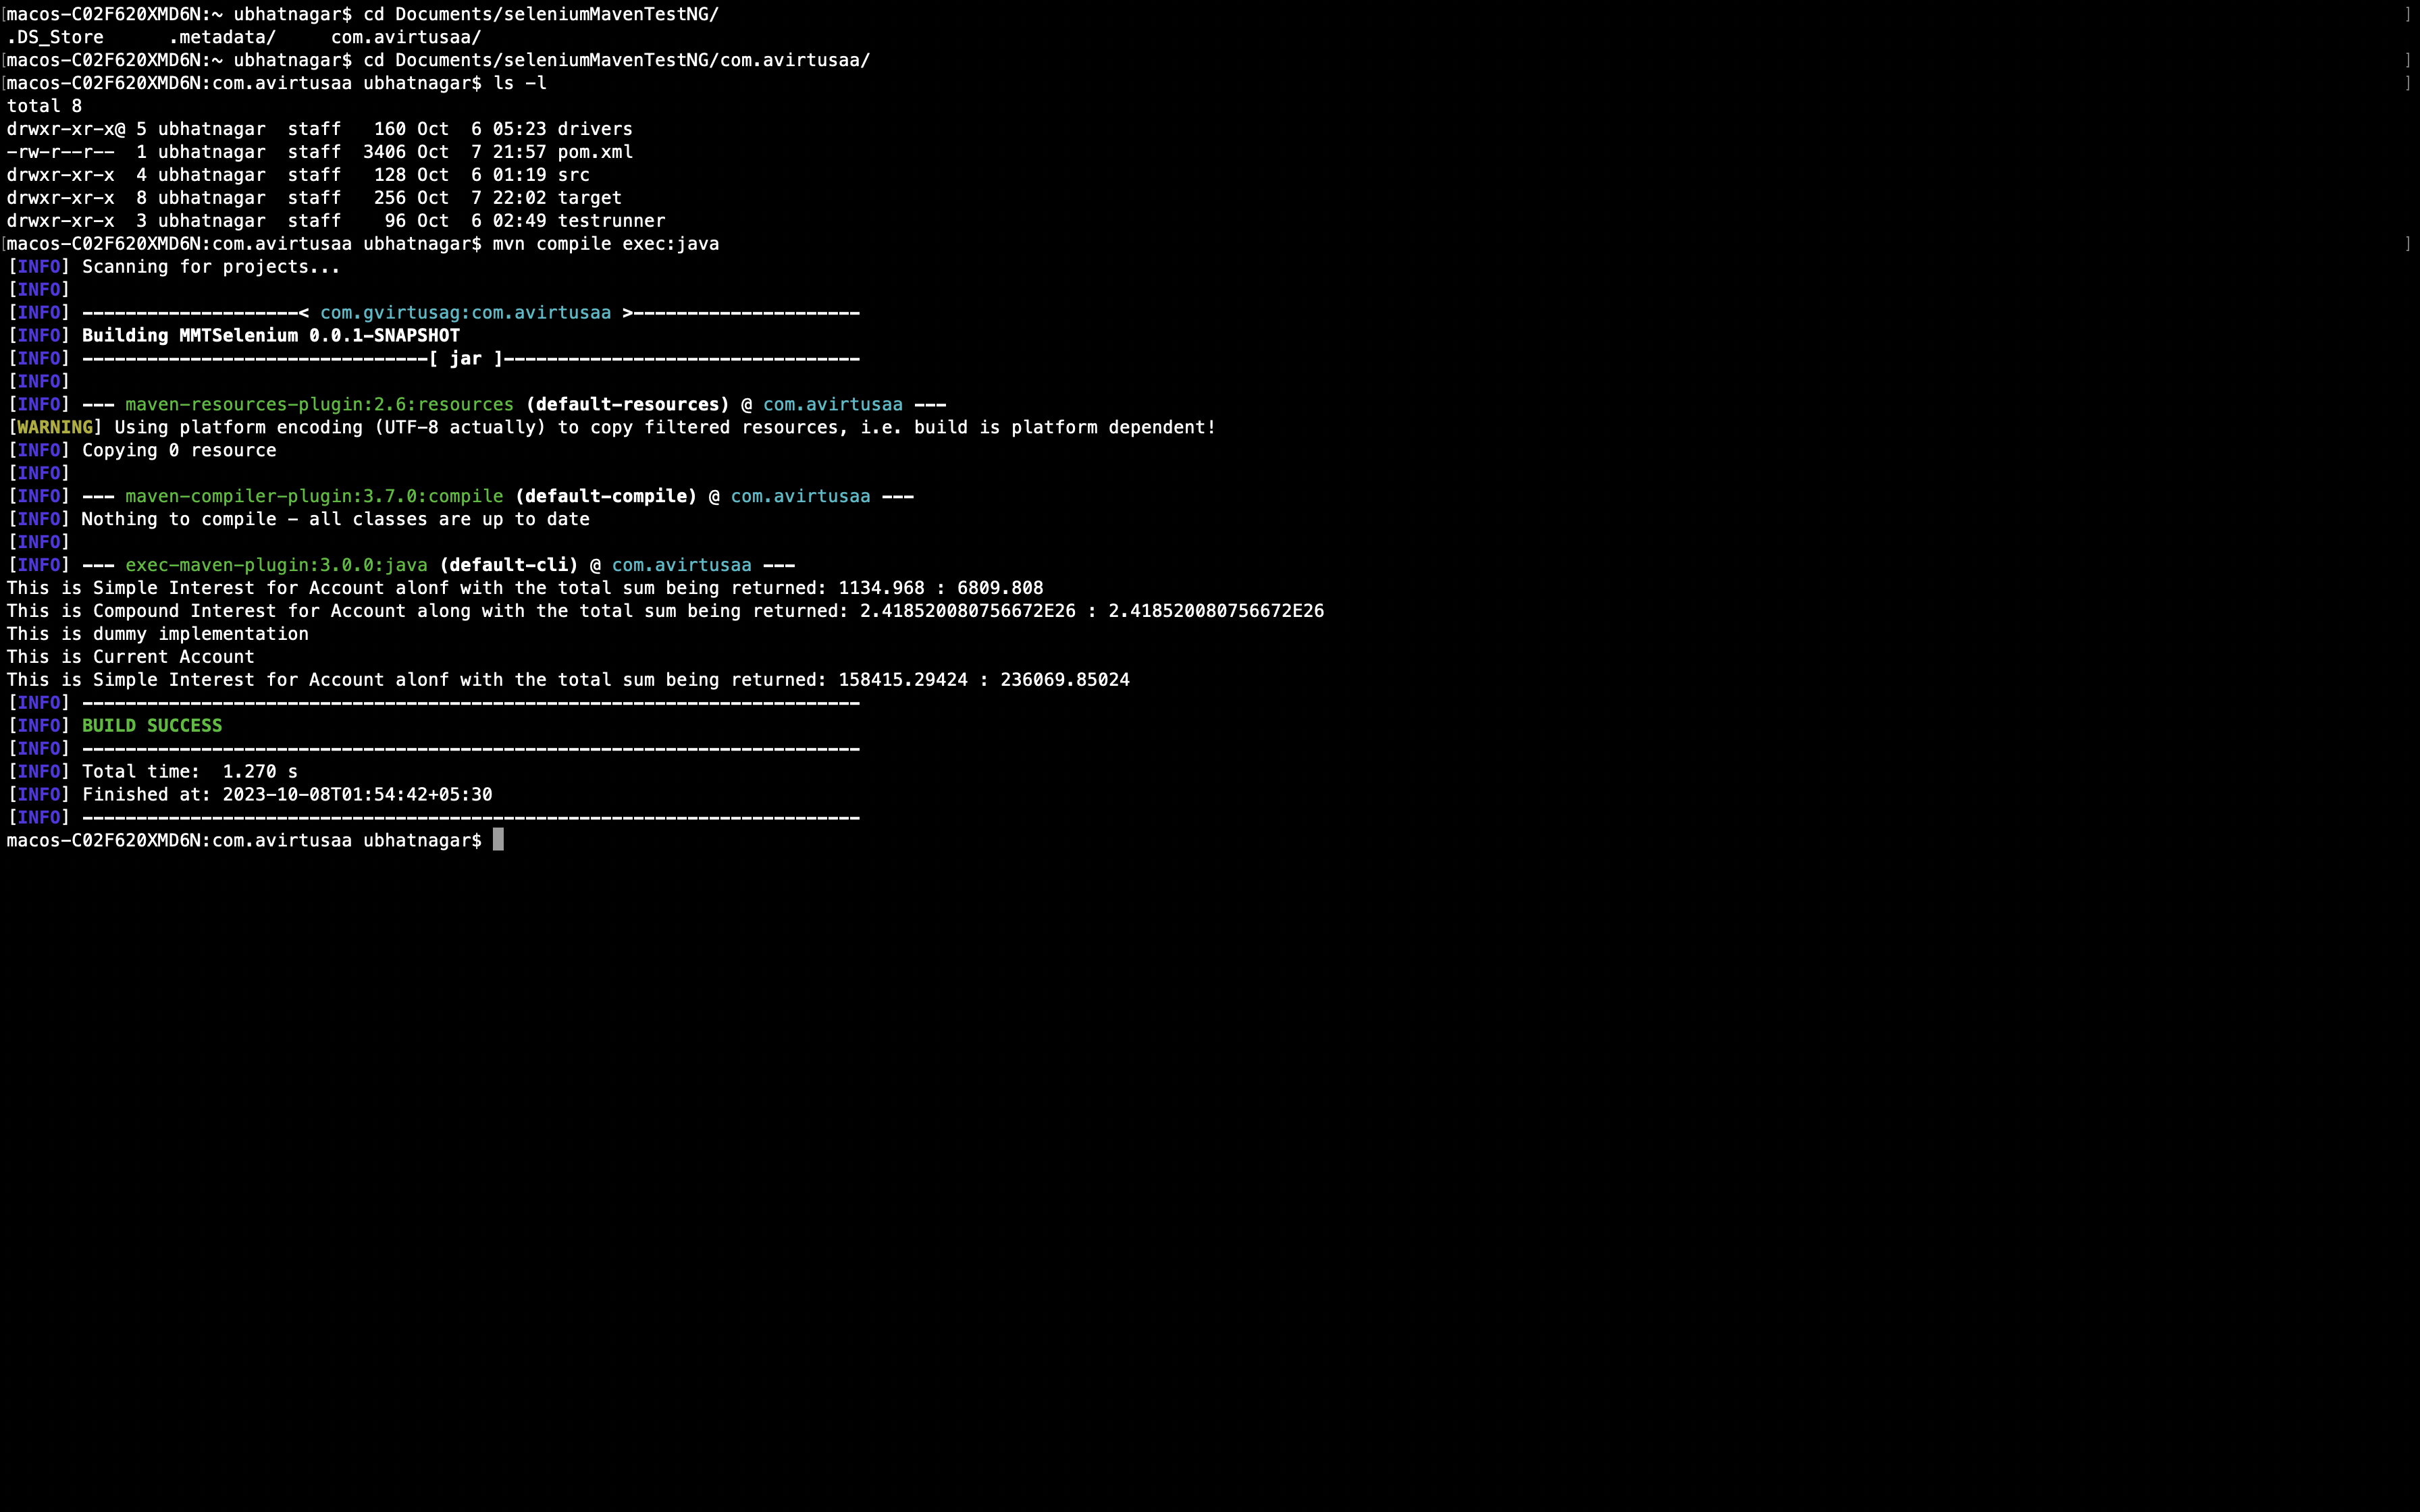 [macos-C02F620XMD6N:~ ubhatnagar$ cd Documents/seleniumMavenTestNG/ ]
.DS_Store      .metadata/     com.avirtusaa/
[macos-C02F620XMD6N:~ ubhatnagar$ cd Documents/seleniumMavenTestNG/com.avirtusaa/ ]
[macos-C02F620XMD6N:com.avirtusaa ubhatnagar$ ls -l ]
total 8
drwxr-xr-x@ 5 ubhatnagar  staff   160 Oct  6 05:23 drivers
-rw-r--r--  1 ubhatnagar  staff  3406 Oct  7 21:57 pom.xml
drwxr-xr-x  4 ubhatnagar  staff   128 Oct  6 01:19 src
drwxr-xr-x  8 ubhatnagar  staff   256 Oct  7 22:02 target
drwxr-xr-x  3 ubhatnagar  staff    96 Oct  6 02:49 testrunner
[macos-C02F620XMD6N:com.avirtusaa ubhatnagar$ mvn compile exec:java ]
[INFO] Scanning for projects...
[INFO]
[INFO] --------------------< com.gvirtusag:com.avirtusaa >---------------------
[INFO] Building MMTSelenium 0.0.1-SNAPSHOT
[INFO] --------------------------------[ jar ]---------------------------------
[INFO]
[INFO] --- maven-resources-plugin:2.6:resources (default-resources) @ com.avirtusaa ---
[WARNING] Using platform encoding (UTF-8 actually) to copy filtered resources, i.e. build is platform dependent!
[INFO] Copying 0 resource
[INFO]
[INFO] --- maven-compiler-plugin:3.7.0:compile (default-compile) @ com.avirtusaa ---
[INFO] Nothing to compile - all classes are up to date
[INFO]
[INFO] --- exec-maven-plugin:3.0.0:java (default-cli) @ com.avirtusaa ---
This is Simple Interest for Account alonf with the total sum being returned: 1134.968 : 6809.808
This is Compound Interest for Account along with the total sum being returned: 2.418520080756672E26 : 2.418520080756672E26
This is dummy implementation
This is Current Account
This is Simple Interest for Account alonf with the total sum being returned: 158415.29424 : 236069.85024
[INFO] ------------------------------------------------------------------------
[INFO] BUILD SUCCESS
[INFO] ------------------------------------------------------------------------
[INFO] Total time:  1.270 s
[INFO] Finished at: 2023-10-08T01:54:42+05:30
[INFO] ------------------------------------------------------------------------
macos-C02F620XMD6N:com.avirtusaa ubhatnagar$